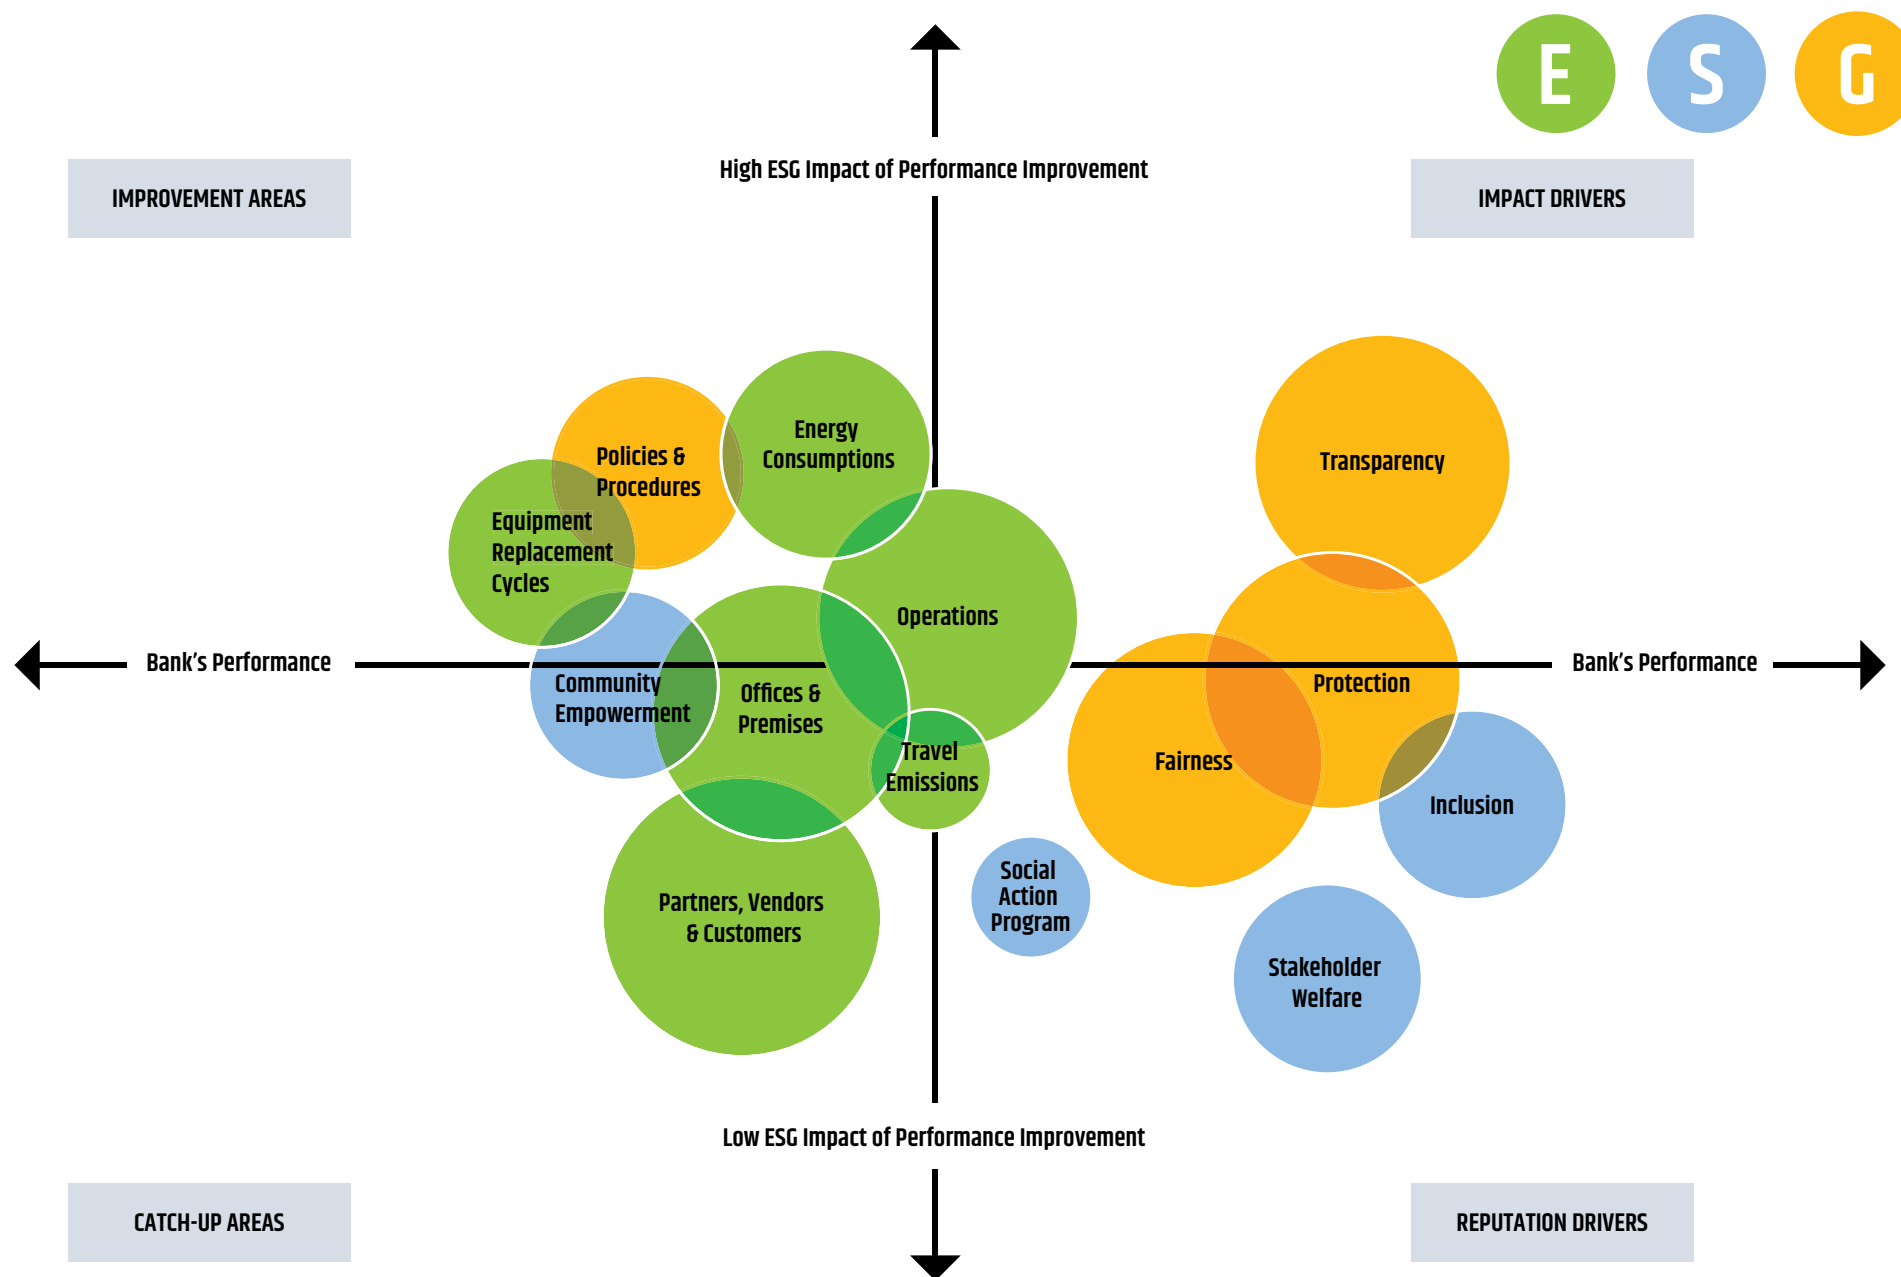 E S G
High ESG Impact of Performance Improvement
IMPROVEMENT AREAS
IMPACT DRIVERS
Energy
Consumptions
Policies &
Procedures
Transparency
Equipment
Replacement
Cycles
Operations
Bank’s Performance
Bank’s Performance
Community
Empowerment
Offices &
Premises
Protection
Travel
Emissions
Fairness
Inclusion
Social
Action
Program
Partners, Vendors
& Customers
Stakeholder
Welfare
Low ESG Impact of Performance Improvement
CATCH-UP AREAS
REPUTATION DRIVERS